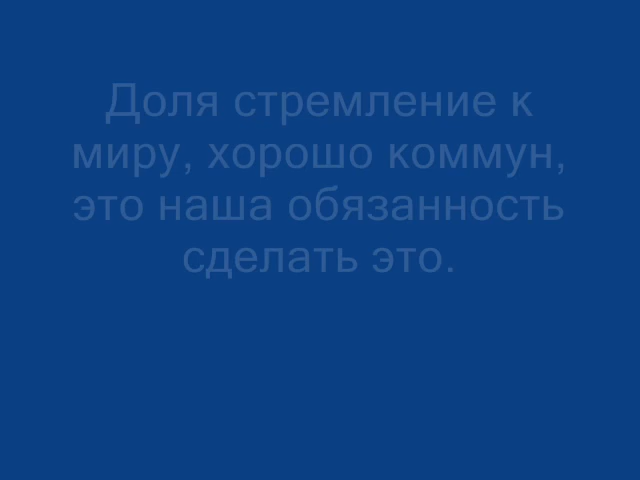 Доля стремление к
миру, хорошо коммун,
это наша обязанность
сделать это.